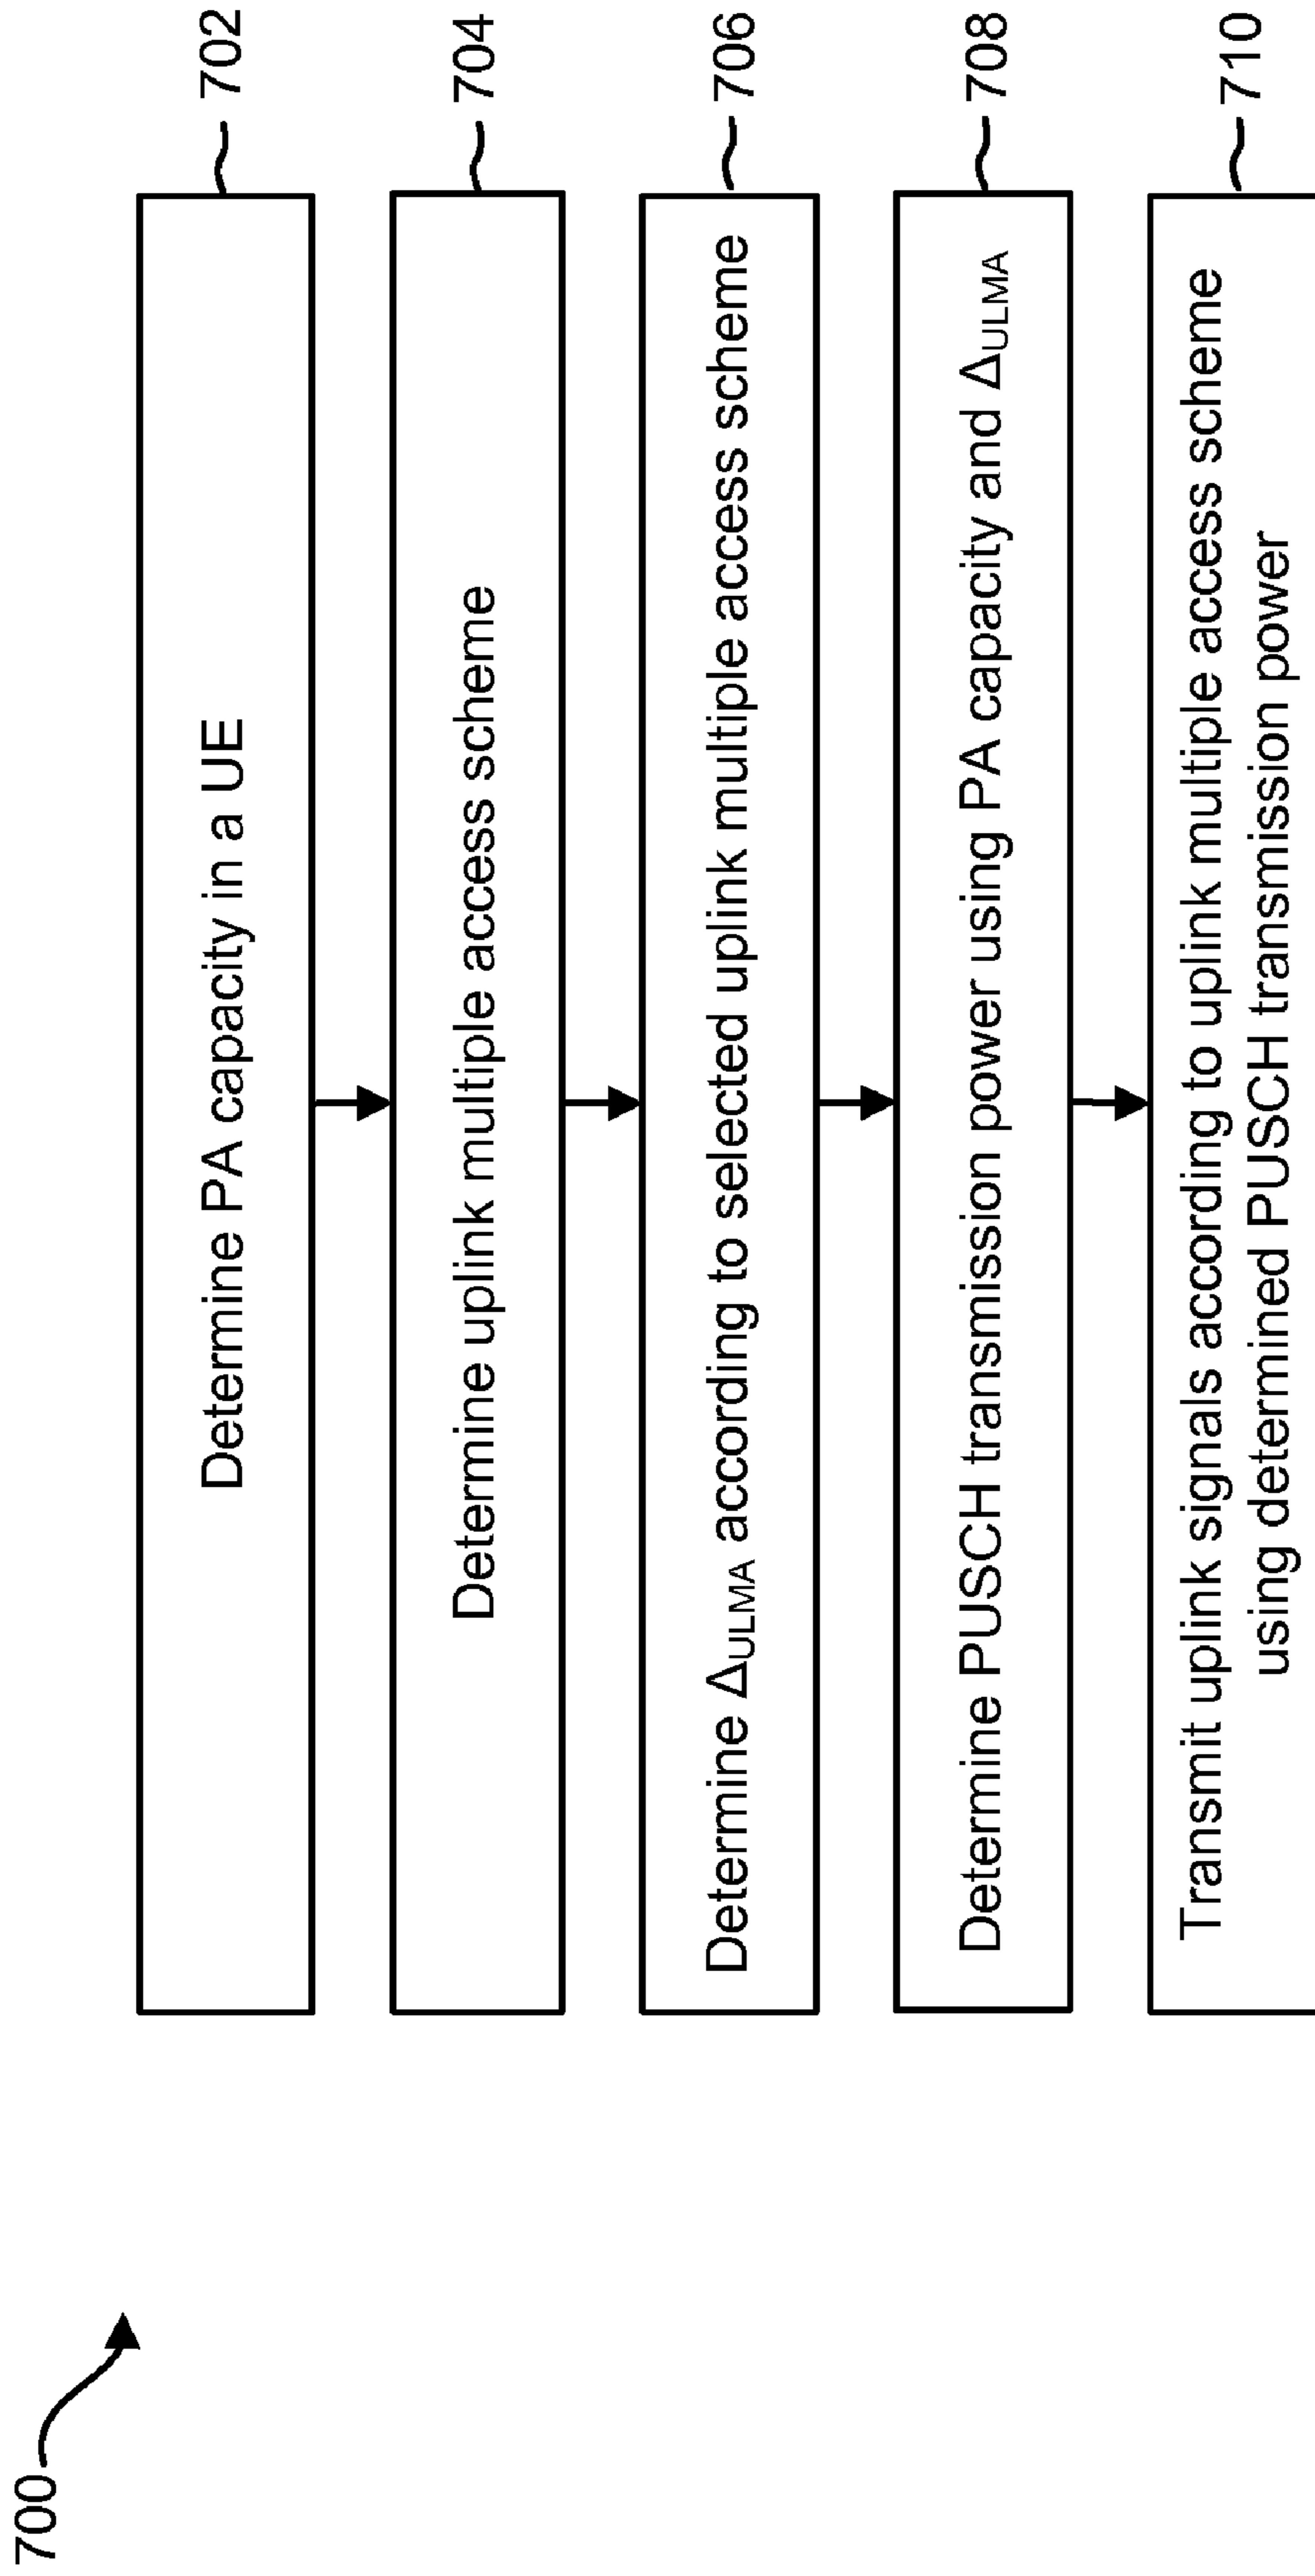 700
Determine PA capacity in a UE
702
Determine uplink multiple access scheme
704
Determine ΔULMA according to selected uplink multiple access scheme
706
Determine PUSCH transmission power using PA capacity and ΔULMA
708
Transmit uplink signals according to uplink multiple access scheme
using determined PUSCH transmission power
710